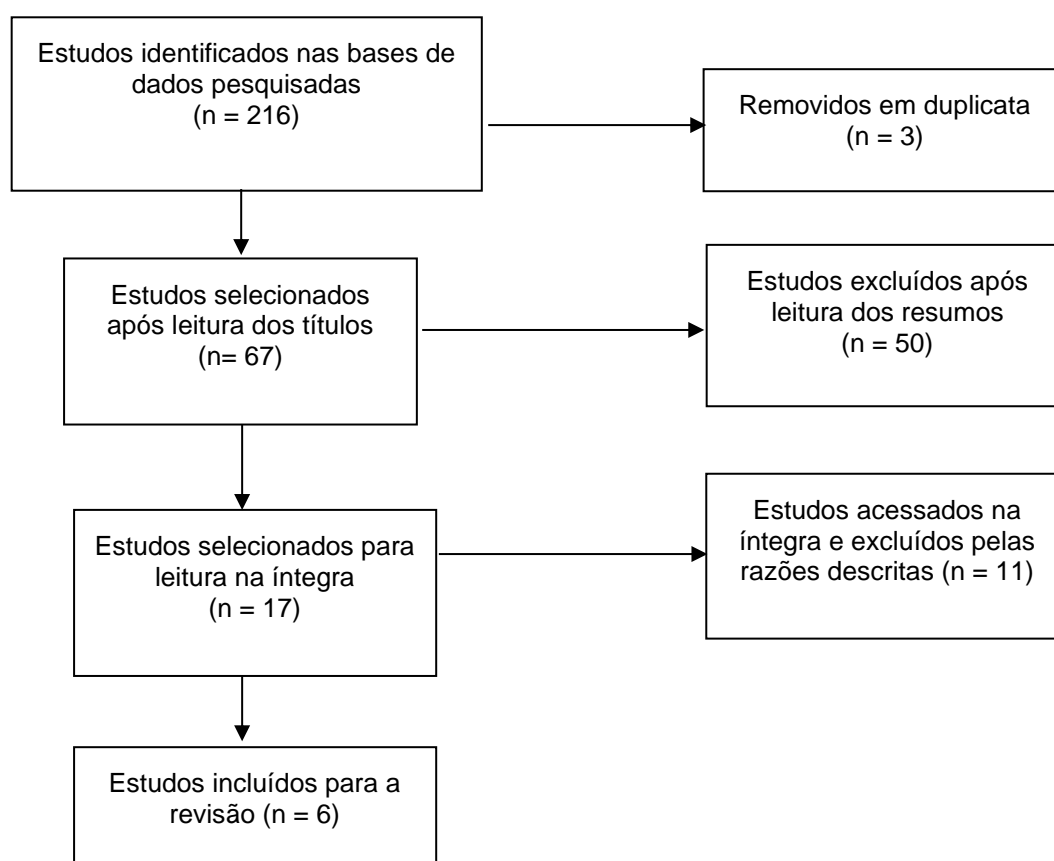 Estudos identificados nas bases de
dados pesquisadas
(n = 216)
Removidos em duplicata
(n = 3)
Estudos selecionados
após leitura dos títulos
(n= 67)
Estudos excluídos após
leitura dos resumos
(n = 50)
Estudos selecionados para
leitura na íntegra
(n = 17)
Estudos acessados na
íntegra e excluídos pelas
razões descritas (n = 11)
Estudos incluídos para a
revisão (n = 6)